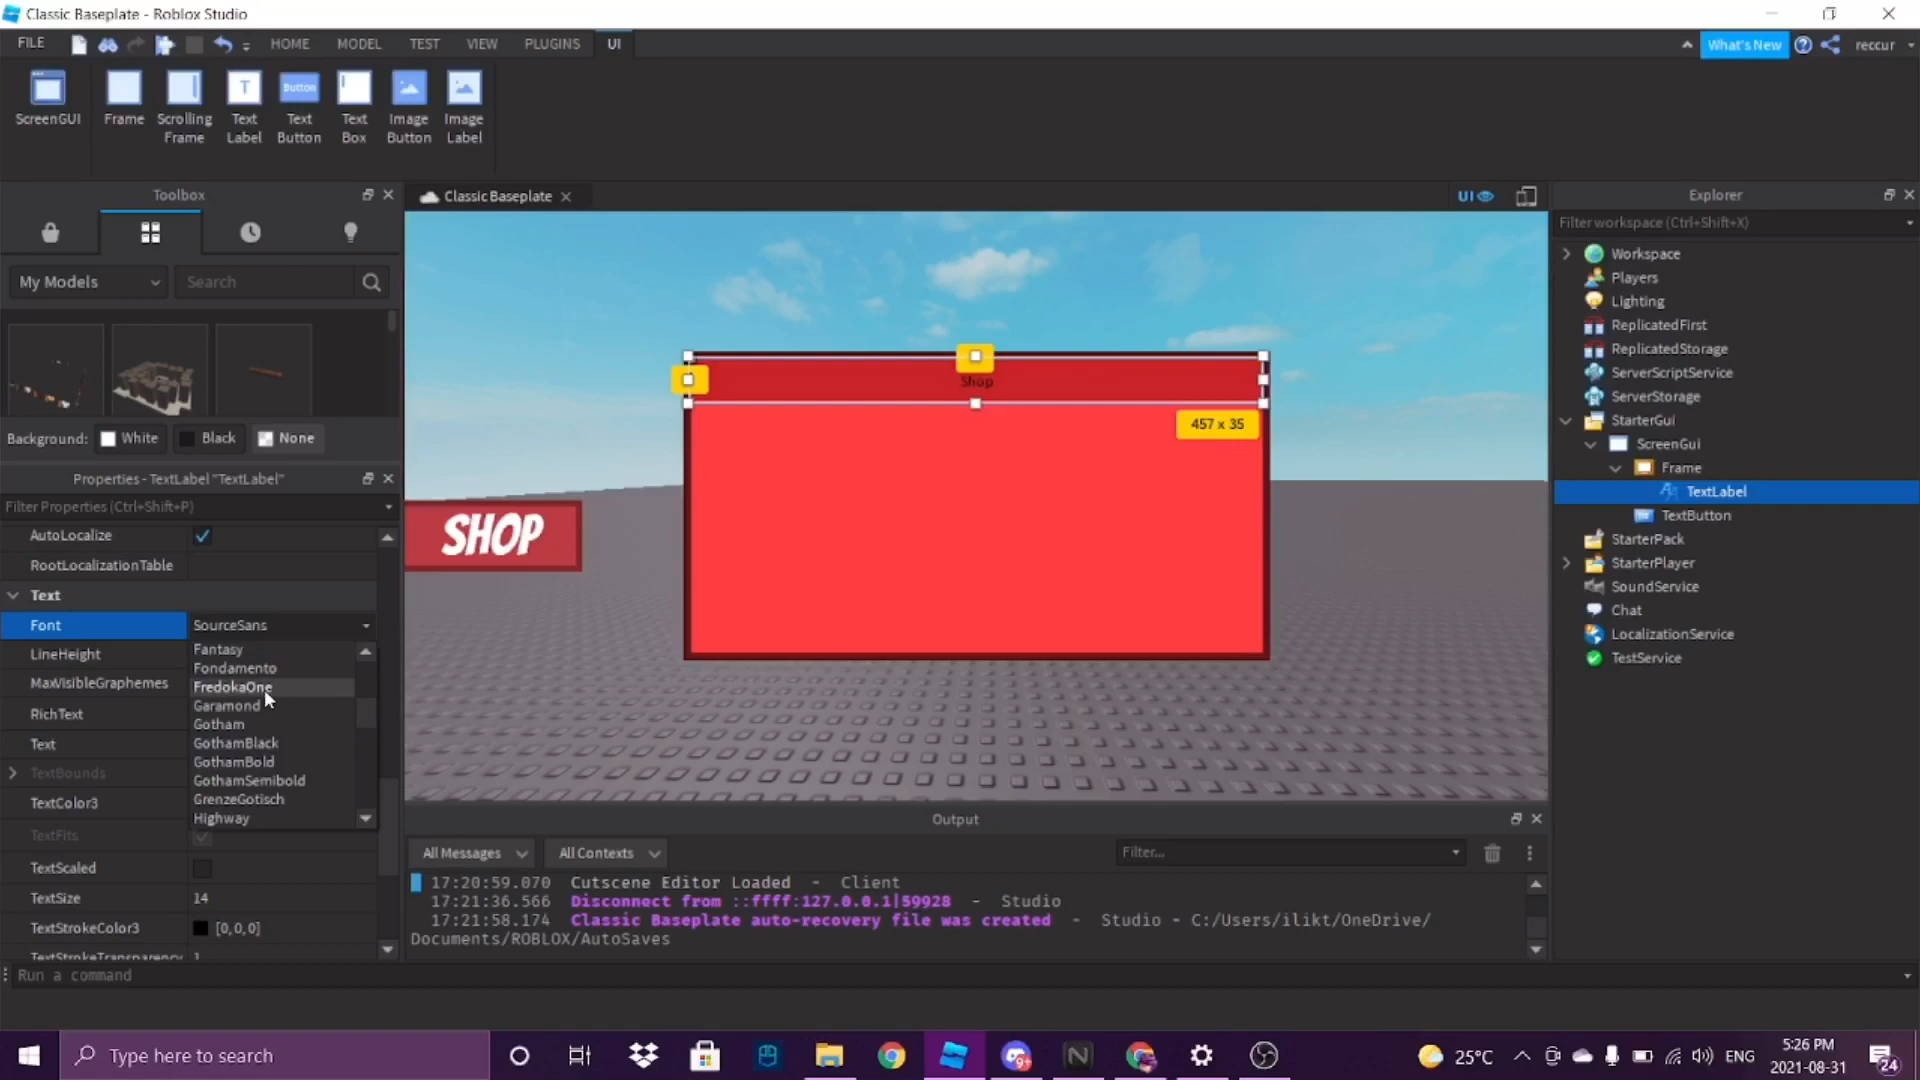 Classic Baseplate - Roblox Studio
FILE
HOME
MODEL
TEST
VIEW
PLUGINS
UI
What's New
reccur
ScreenGUI
Frame
Scrolling
Frame
Text
Label
Button
Text
Button
Text
Box
Image
Button
Image
Label
Toolbox
My Models
Search
Background:
White
Black
None
Properties - TextLabel "TextLabel"
Filter Properties (Ctrl+Shift+P)
AutoLocalize
RootLocalizationTable
Text
Font
SourceSans
LineHeight
MaxVisibleGraphemes
RichText
Text
TextBounds
TextColor3
TextFits
TextScaled
TextSize
14
TextStrokeColor3
[0,0,0]
TextStrokeTransparency
1
Fantasy
Fondamento
FredokaOne
Garamond
Gotham
GothamBlack
GothamBold
GothamSemibold
GrenzeGotisch
Highway
Classic Baseplate
UI
Shop
457 x 35
SHOP
Output
All Messages
All Contexts
Filter...
17:20:59.070 Cutscene Editor Loaded - Client
17:21:36.566 Disconnect from ::ffff:127.0.0.1|59928 - Studio
17:21:58.174 Classic Baseplate auto-recovery file was created - Studio - C:/Users/ilikt/OneDrive/
Documents/ROBLOX/AutoSaves
Explorer
Filter workspace (Ctrl+Shift+X)
Workspace
Players
Lighting
ReplicatedFirst
ReplicatedStorage
ServerScriptService
ServerStorage
StarterGui
ScreenGui
Frame
TextLabel
TextButton
StarterPack
StarterPlayer
SoundService
Chat
LocalizationService
TestService
Run a command
Type here to search
25°C
ENG
5:26 PM
2021-08-31
24